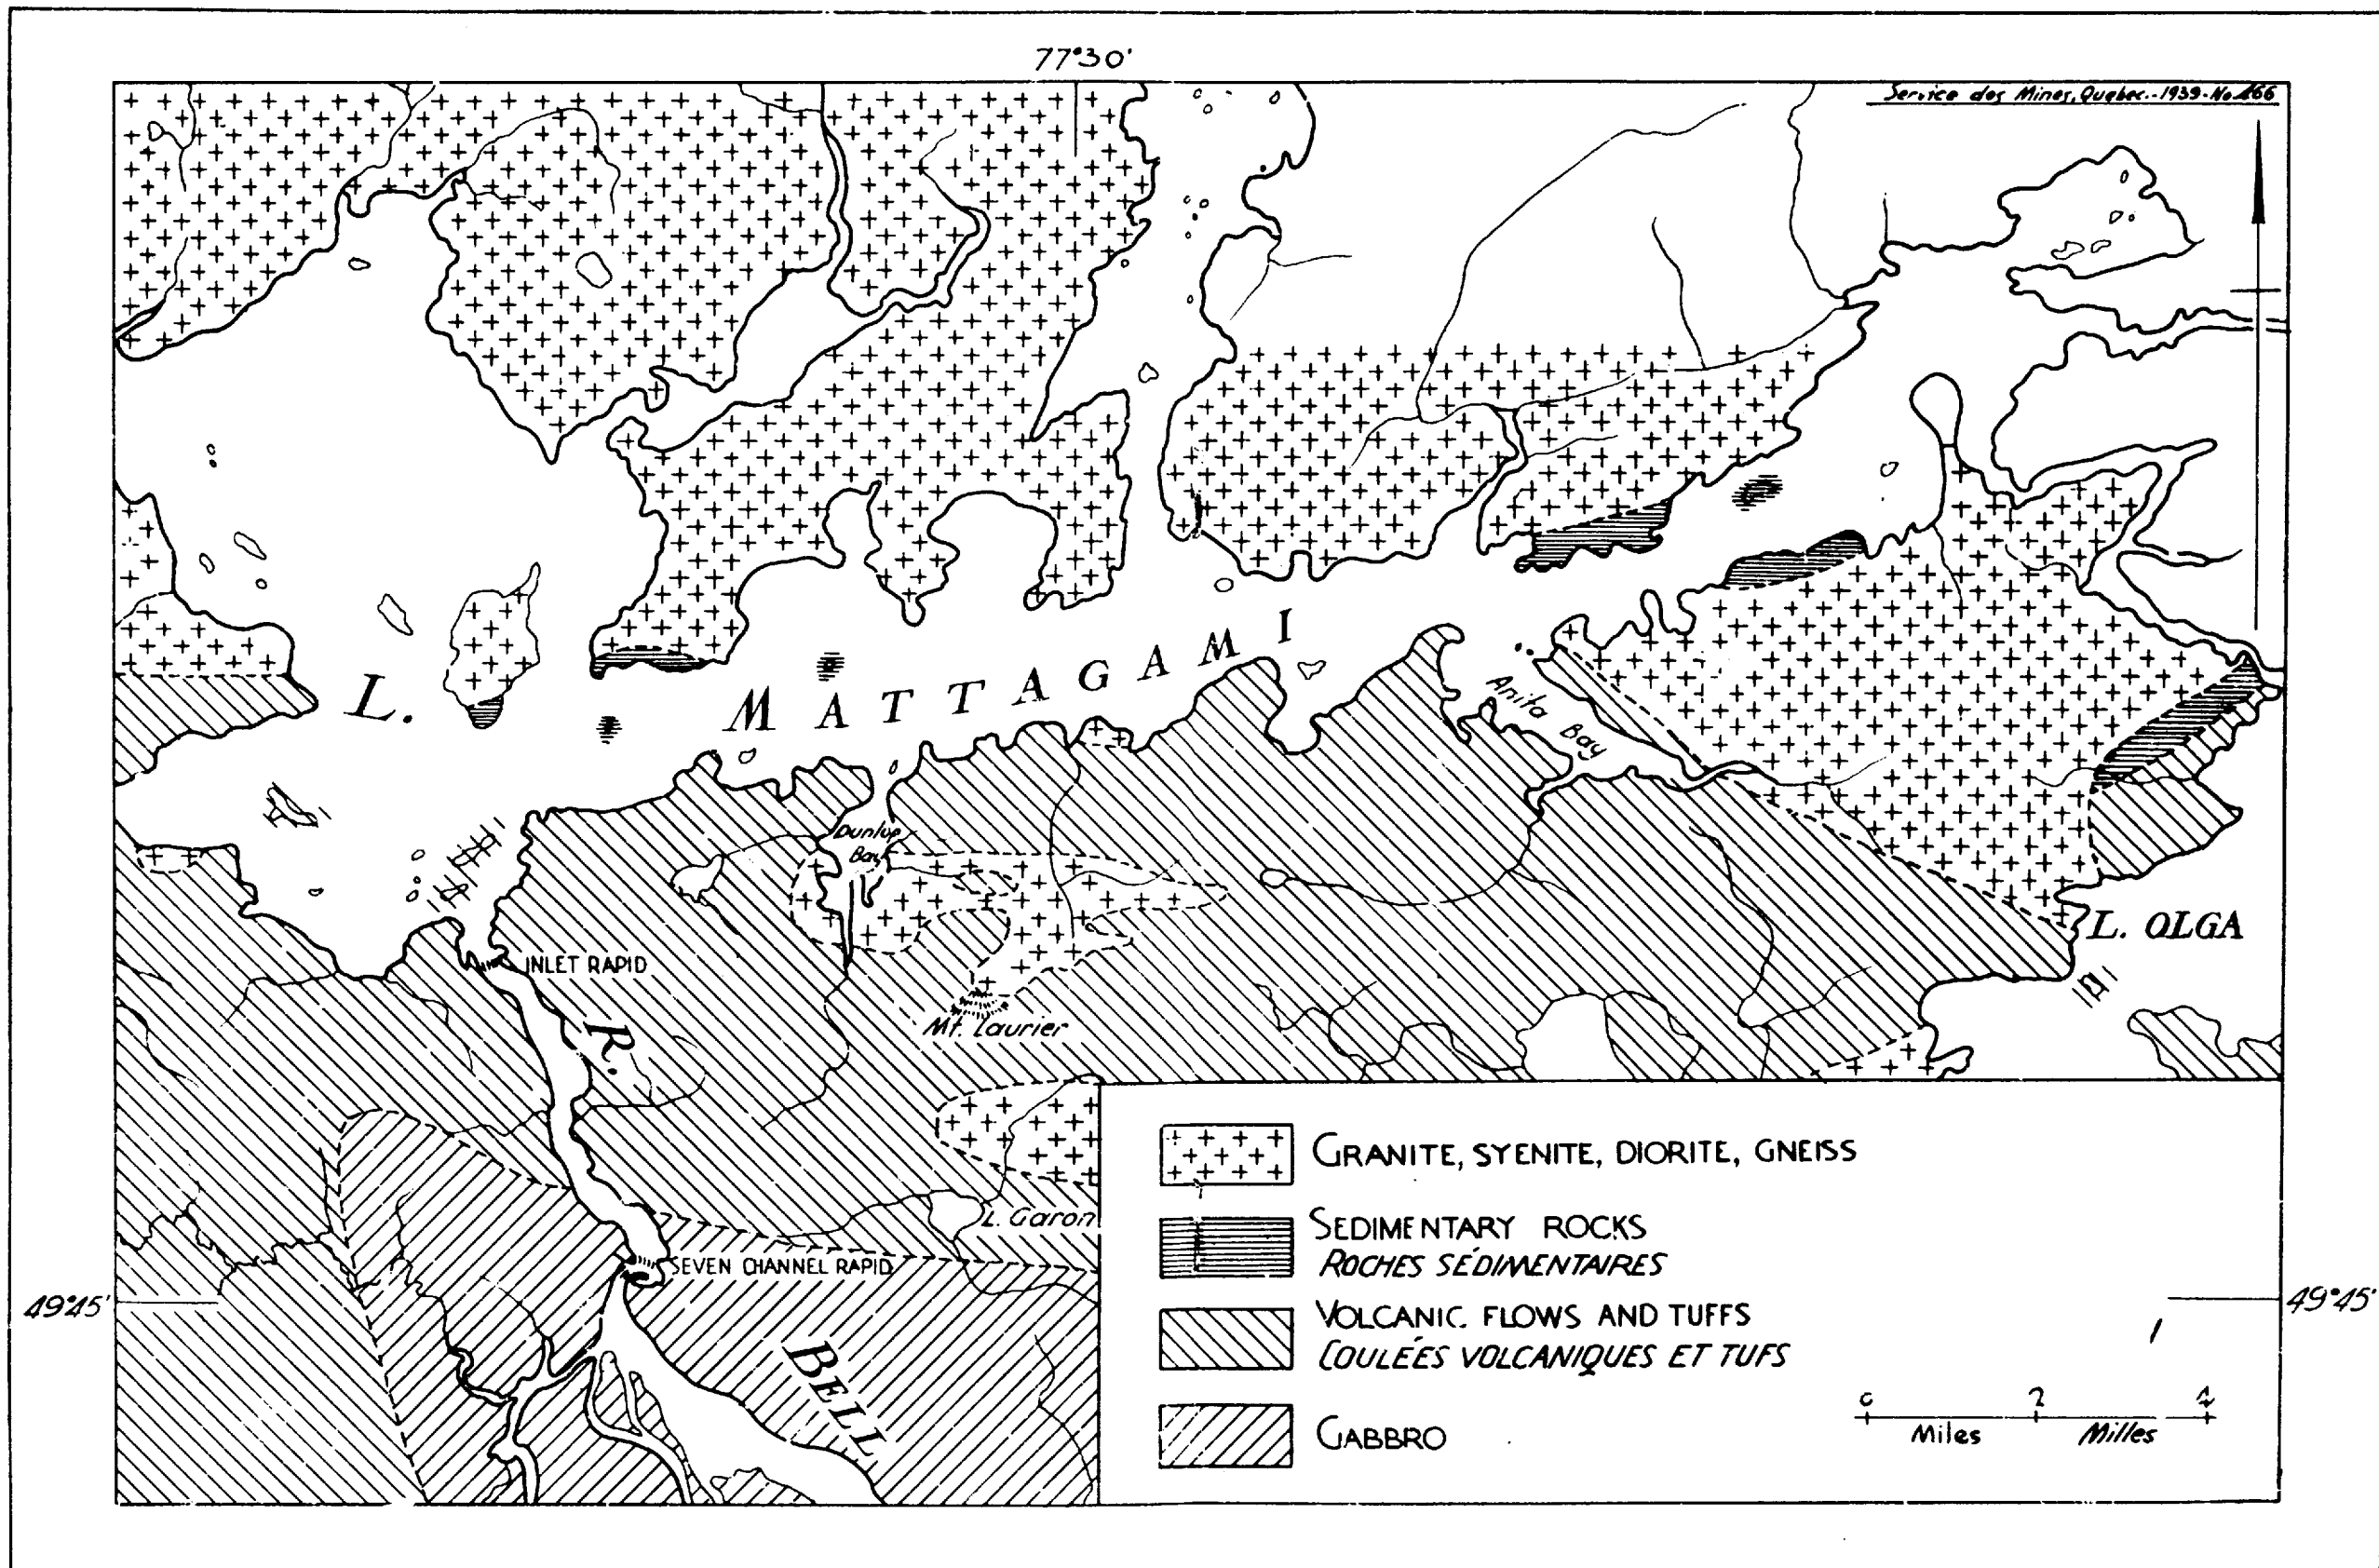 77°30'
Service des Mines, Quebec.-1939-No 466
L. MATTAGAMI
Anita Bay
Dunlop
Bay
L. OLGA
INLET RAPID
R.
Mt. Laurier
L. Garon
SEVEN CHANNEL RAPID
BELL
49°45'
49°45'
GRANITE, SYENITE, DIORITE, GNEISS
SEDIMENTARY ROCKS
ROCHES SÉDIMENTAIRES
VOLCANIC FLOWS AND TUFFS
COULÉES VOLCANIQUES ET TUFS
GABBRO
0 2 4
Miles Milles